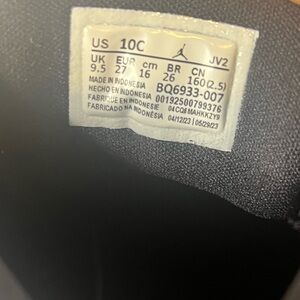 US 10C JV2
UK EUR cm BR CN
9.5 27 16 26 160(2.5)
MADE IN INDONESIA BQ6933-007
HECHO EN INDONESIA 00192500799376
FABRIQUE EN INDONESIE 04CQ8MAHKKZY9
FABRICADO NA INDONÉSIA 04/12/23 | 05/29/23